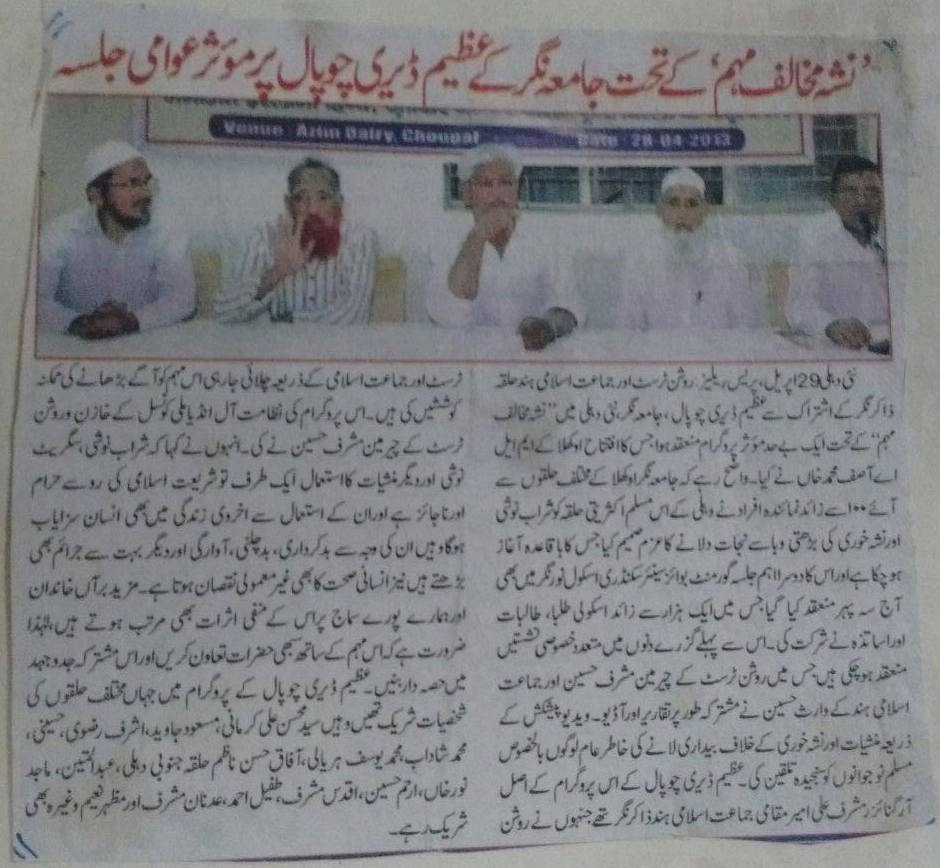 ’نشہ مخالف مہم‘ کے تحت جامعہ نگر کے عظیم ڈیری چوپال پر مؤثر عوامی جلسہ
Venue : Azim Dairy, Choupal Date : 28-04-2013
نئی دہلی 29 اپریل، پریس ریلیز: روشن ٹرسٹ اور جماعت اسلامی ہند حلقہ
ذاکر نگر کے اشتراک سے عظیم ڈیری چوپال، جامعہ نگر، نئی دہلی میں ”نشہ مخالف
مہم“ کے تحت ایک بے حد مؤثر پروگرام منعقد ہوا جس کا افتتاح اوکھلا کے ایم ایل
اے آصف محمد خاں نے کیا۔ واضح رہے کہ جامعہ نگر اوکھلا کے مختلف حلقوں سے
آئے ۱۰۰ سے زائد نمائندہ افراد نے دہلی کے اس مسلم اکثریتی حلقہ کو شراب نوشی
اور نشہ خوری کی بڑھتی وبا سے نجات دلانے کا عزم صمیم کیا جس کا باقاعدہ آغاز
ہو چکا ہے اور اس کا دوسرا اہم جلسہ گورنمنٹ بوائز سینئر سکنڈری اسکول نور نگر میں بھی
آج سہ پہر منعقد کیا گیا جس میں ایک ہزار سے زائد اسکولی طلبا، طالبات
اور اساتذہ نے شرکت کی۔ اس سے پہلے گزرے دنوں میں متعدد خصوصی نشستیں
منعقد ہو چکی ہیں جس میں روشن ٹرسٹ کے چیرمین مشرف حسین اور جماعت
اسلامی ہند کے وارث حسین نے مشترکہ طور پر تقاریر اور آڈیو۔ ویڈیو پیشکش کے
ذریعہ منشیات اور نشہ خوری کے خلاف بیداری لانے کی خاطر عام لوگوں بالخصوص
مسلم نوجوانوں کو سنجیدہ تلقین کی۔ عظیم ڈیری چوپال کے اس پروگرام کے اصل
آرگنائزر مشرف علی امیر مقامی جماعت اسلامی ہند ذاکر نگر تھے جنہوں نے روشن
ٹرسٹ اور جماعت اسلامی کے ذریعہ چلائی جارہی اس مہم کو آگے بڑھانے کی ممکنہ
کوششیں کی ہیں۔ اس پروگرام کی نظامت آل انڈیا ملی کونسل کے خازن و روشن
ٹرسٹ کے چیرمین مشرف حسین نے کی۔ انہوں نے کہا کہ شراب نوشی، سگریٹ
نوشی اور دیگر منشیات کا استعمال ایک طرف تو شریعت اسلامی کی رو سے حرام
اور ناجائز ہے اور ان کے استعمال سے اخروی زندگی میں بھی انسان سزایاب
ہوگا وہیں ان کی وجہ سے بدکرداری، بدچلنی، آوارگی اور دیگر بہت سے جرائم بھی
بڑھتے ہیں نیز انسانی صحت کا بھی غیر معمولی نقصان ہوتا ہے۔ مزید برآں خاندان
اور ہمارے پورے سماج پر اس کے منفی اثرات بھی مرتب ہوتے ہیں، لہٰذا
ضرورت ہے کہ اس مہم کے ساتھ سبھی حضرات تعاون کریں اور اس مشترکہ جدوجہد
میں حصہ دار بنیں۔ عظیم ڈیری چوپال کے پروگرام میں جہاں مختلف حلقوں کی
شخصیات شریک تھیں وہیں سید محسن علی کرمانی، مسعود جاوید، اشرف رضوی، حسینی،
محمد شاداب، محمد یوسف ہریالی، آفاق حسن ناظم حلقہ جنوبی دہلی، عبدالمتین، ماجد
نور خاں، ارحم حسین، اقدس مشرف، طفیل احمد، عدنان مشرف اور مظہر نعیم وغیرہ بھی
شریک رہے۔